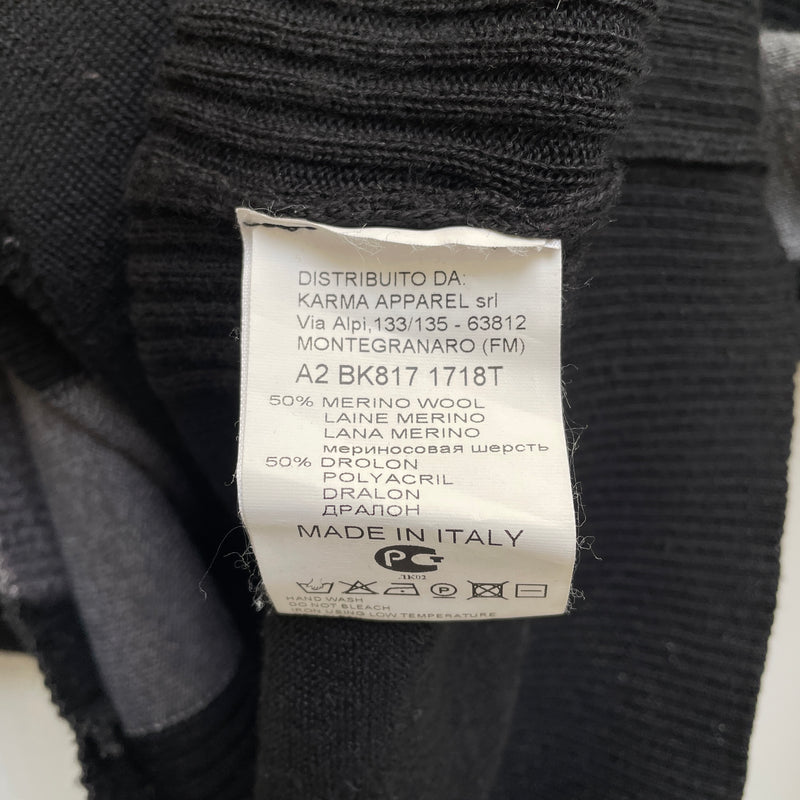 DISTRIBUITO DA:
KARMA APPAREL srl
Via Alpi,133/135 - 63812
MONTEGRANARO (FM)
A2 BK817 1718T
50% MERINO WOOL
LAINE MERINO
LANA MERINO
мериносовая шерсть
50% DROLON
POLYACRIL
DRALON
ДРАЛОН
MADE IN ITALY
РСТ
ЛК02
P
HAND WASH
DO NOT BLEACH
IRON USING LOW TEMPERATURE